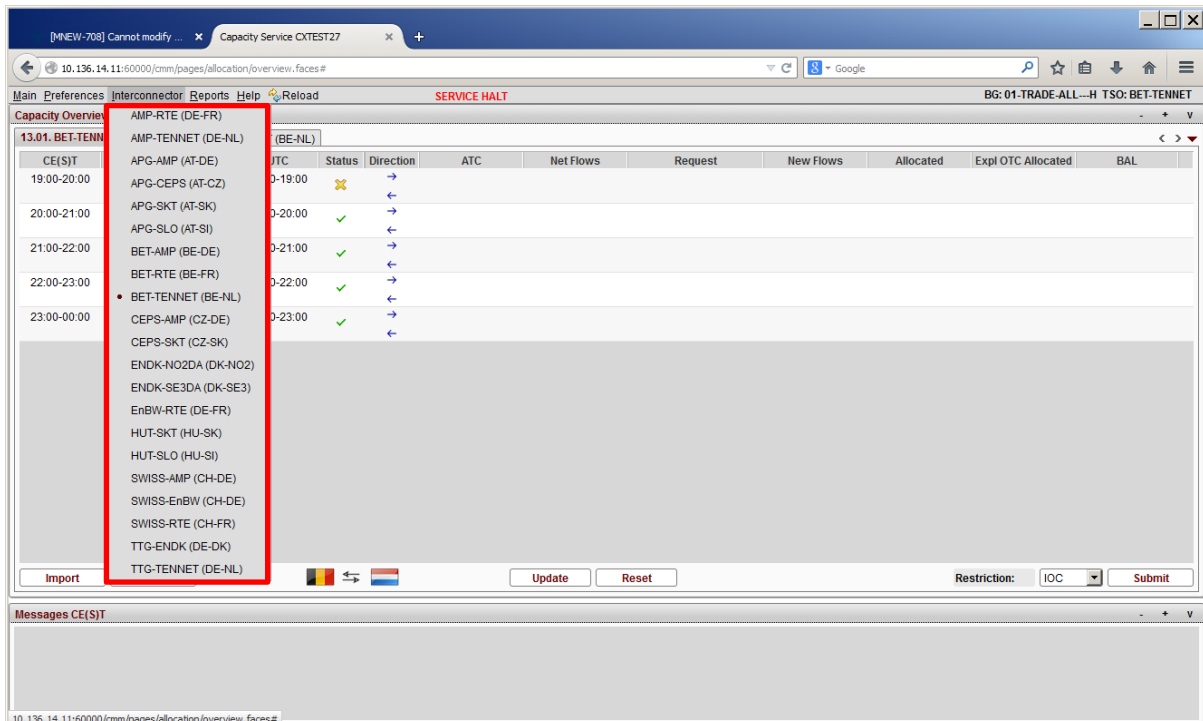 [MNEW-708] Cannot modify ... × Capacity Service CXTEST27 × +
10.136.14.11:60000/cmm/pages/allocation/overview.faces# 8 Google
Main Preferences Interconnector Reports Help Reload SERVICE HALT BG: 01-TRADE-ALL---H TSO: BET-TENNET
Capacity Overvie - + v
13.01. BET-TENN (BE-NL)
CE(S)T UTC Status Direction ATC Net Flows Request New Flows Allocated Expl OTC Allocated BAL
19:00-20:00 0-19:00
20:00-21:00 0-20:00
21:00-22:00 0-21:00
22:00-23:00 0-22:00
23:00-00:00 0-23:00
AMP-RTE (DE-FR)
AMP-TENNET (DE-NL)
APG-AMP (AT-DE)
APG-CEPS (AT-CZ)
APG-SKT (AT-SK)
APG-SLO (AT-SI)
BET-AMP (BE-DE)
BET-RTE (BE-FR)
• BET-TENNET (BE-NL)
CEPS-AMP (CZ-DE)
CEPS-SKT (CZ-SK)
ENDK-NO2DA (DK-NO2)
ENDK-SE3DA (DK-SE3)
EnBW-RTE (DE-FR)
HUT-SKT (HU-SK)
HUT-SLO (HU-SI)
SWISS-AMP (CH-DE)
SWISS-EnBW (CH-DE)
SWISS-RTE (CH-FR)
TTG-ENDK (DE-DK)
TTG-TENNET (DE-NL)
Import Update Reset Restriction: IOC Submit
Messages CE(S)T - + v
10.136.14.11:60000/cmm/pages/allocation/overview.faces#